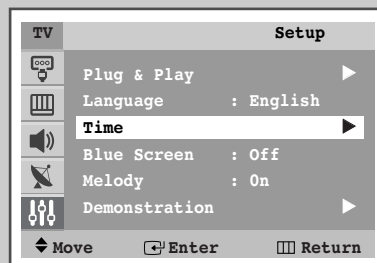 TV Setup
Plug & Play
Language : English
Time
Blue Screen : Off
Melody : On
Demonstration
Move Enter Return